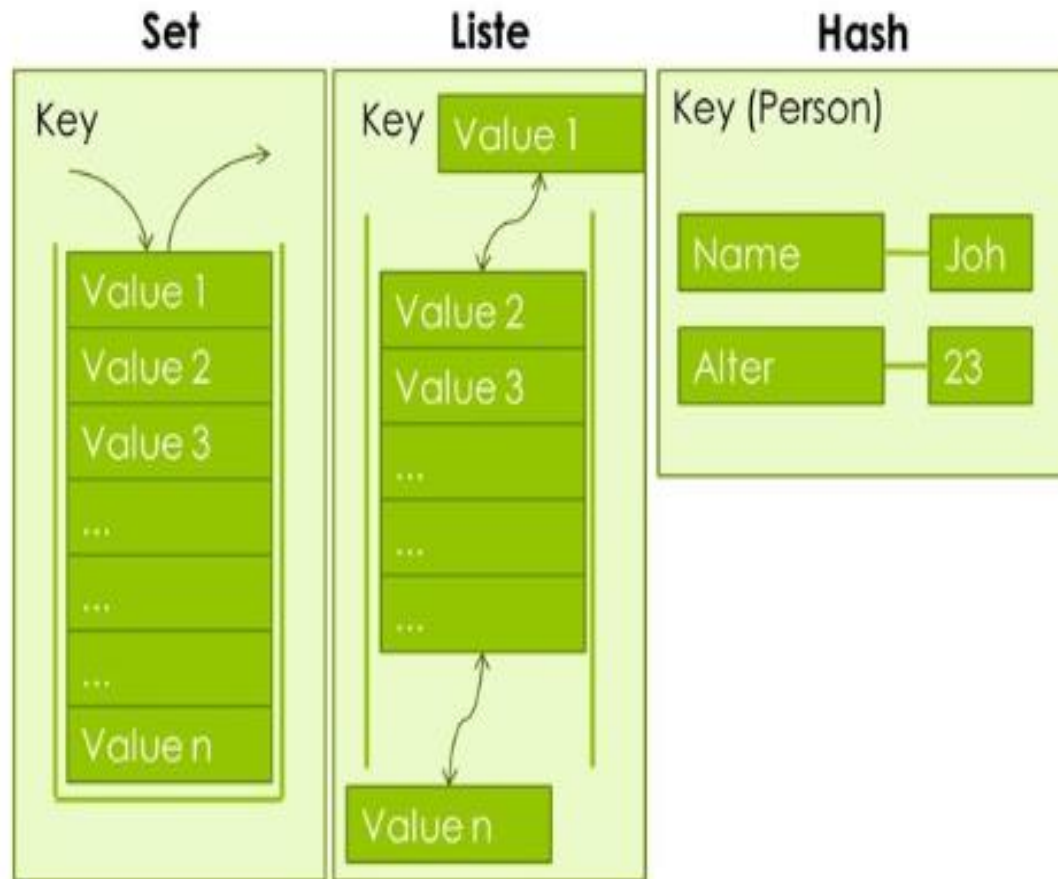 Set
Liste
Hash
Key
Value 1
Value 2
Value 3
...
...
...
Value n
Key
Value 1
Value 2
Value 3
...
...
...
Value n
Key (Person)
Name
Joh
Alter
23